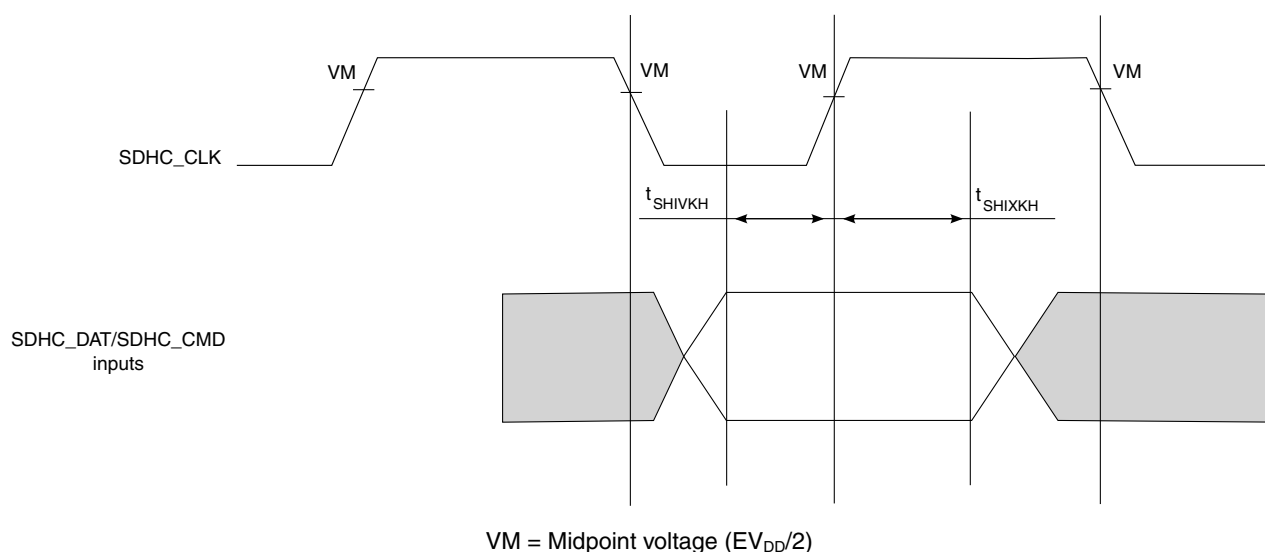 VM VM VM VM
SDHC_CLK
tSHIVKH tSHIXKH
SDHC_DAT/SDHC_CMD
inputs
VM = Midpoint voltage (EVDD/2)